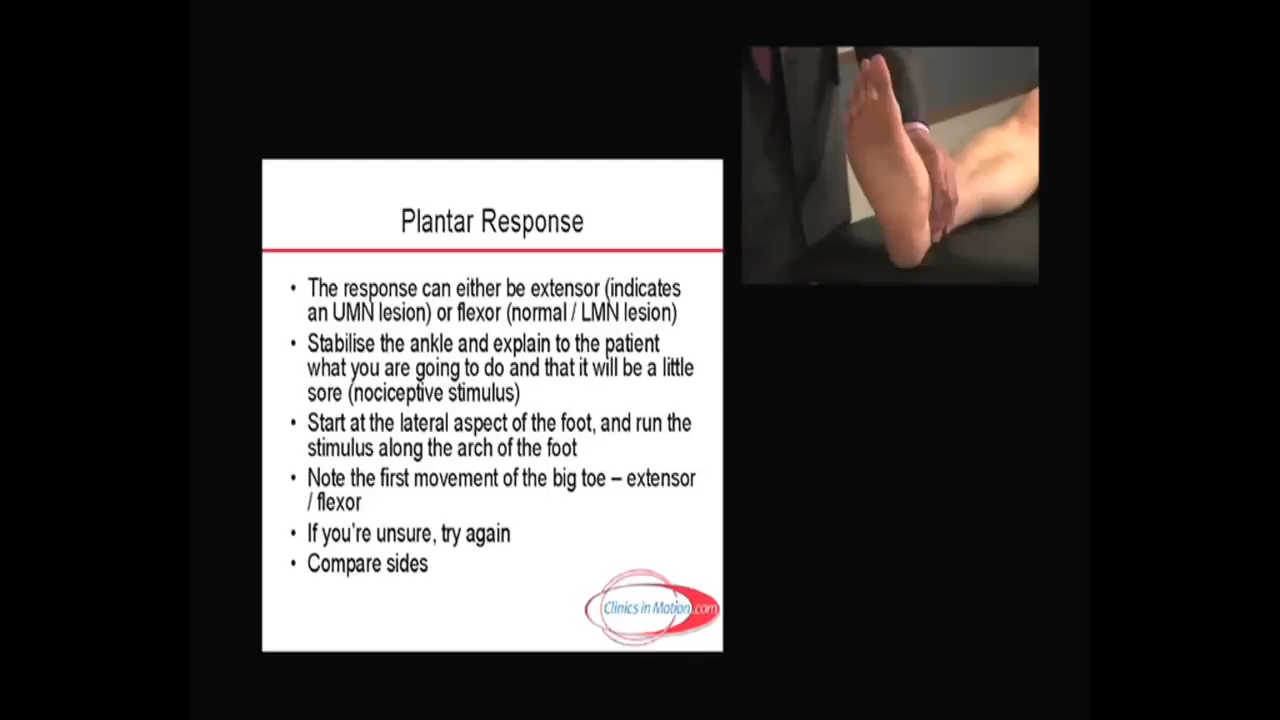 Plantar Response
• The response can either be extensor (indicates
an UMN lesion) or flexor (normal / LMN lesion)
• Stabilise the ankle and explain to the patient
what you are going to do and that it will be a little
sore (nociceptive stimulus)
• Start at the lateral aspect of the foot, and run the
stimulus along the arch of the foot
• Note the first movement of the big toe – extensor
/ flexor
• If you're unsure, try again
• Compare sides
Clinics in Motion.com